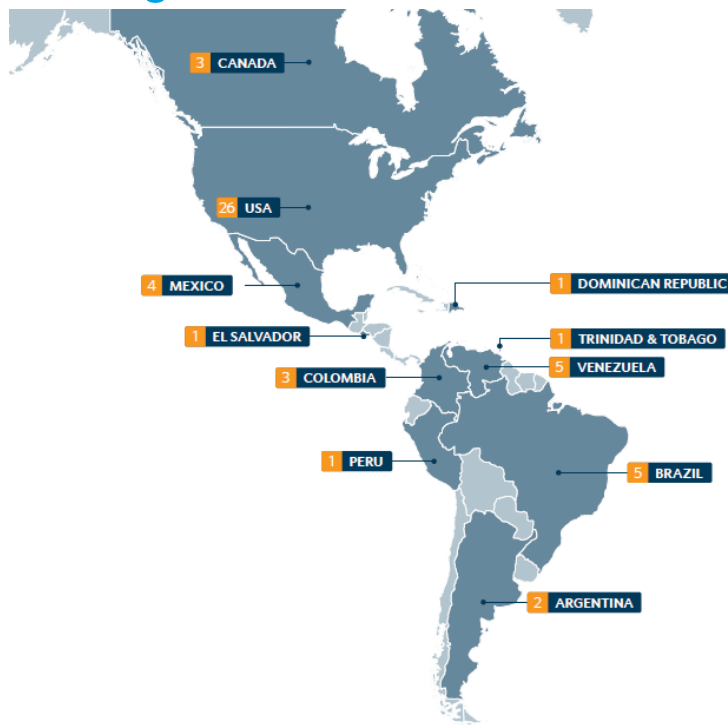 3 CANADA
26 USA
4 MEXICO
1 DOMINICAN REPUBLIC
1 EL SALVADOR
1 TRINIDAD & TOBAGO
5 VENEZUELA
3 COLOMBIA
1 PERU
5 BRAZIL
2 ARGENTINA